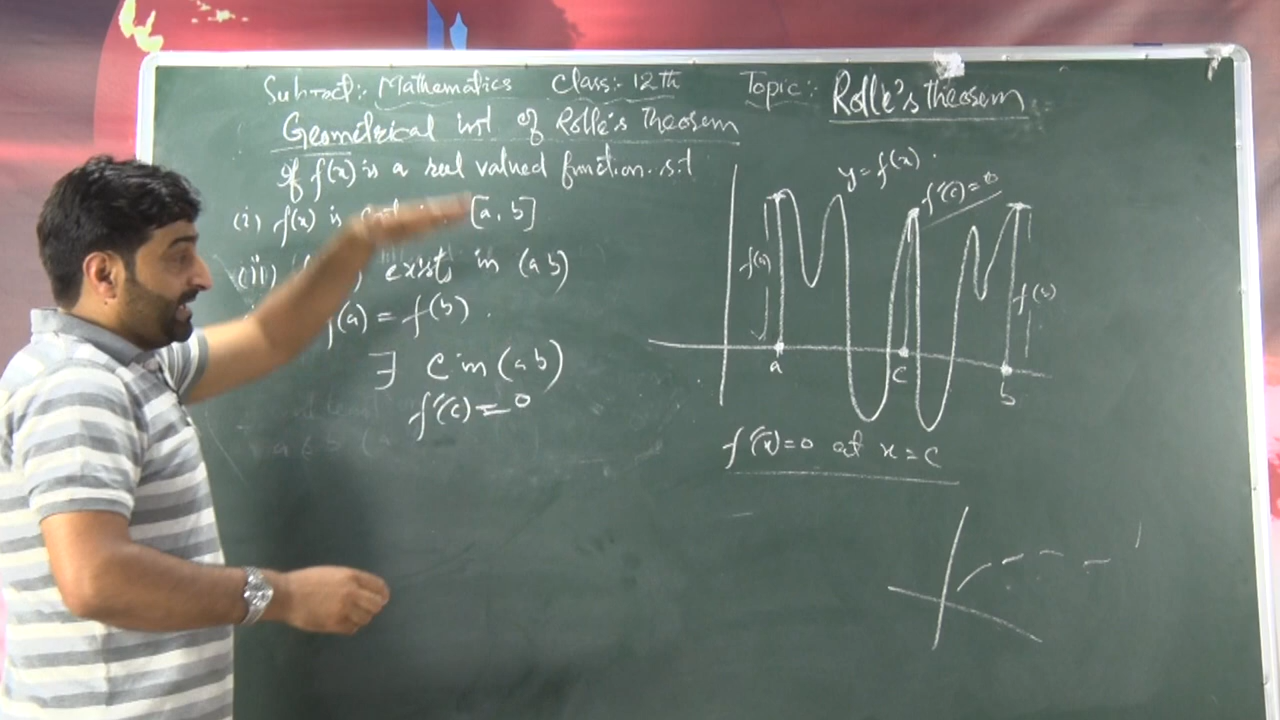 Subject:- Mathematics Class:- 12th Topic:- Rolle's theorem
Geometrical int of Rolle's Theorem
if f(x) is a real valued function s.t
(i) f(x) is [a, b]
(ii) exists in (a b)
f(a) = f(b).
∃ c in (a b)
f'(c) = 0
y = f(x).
f'(c) = 0
f(a)
f(b)
a
c
b
f'(x) = 0 at x = c